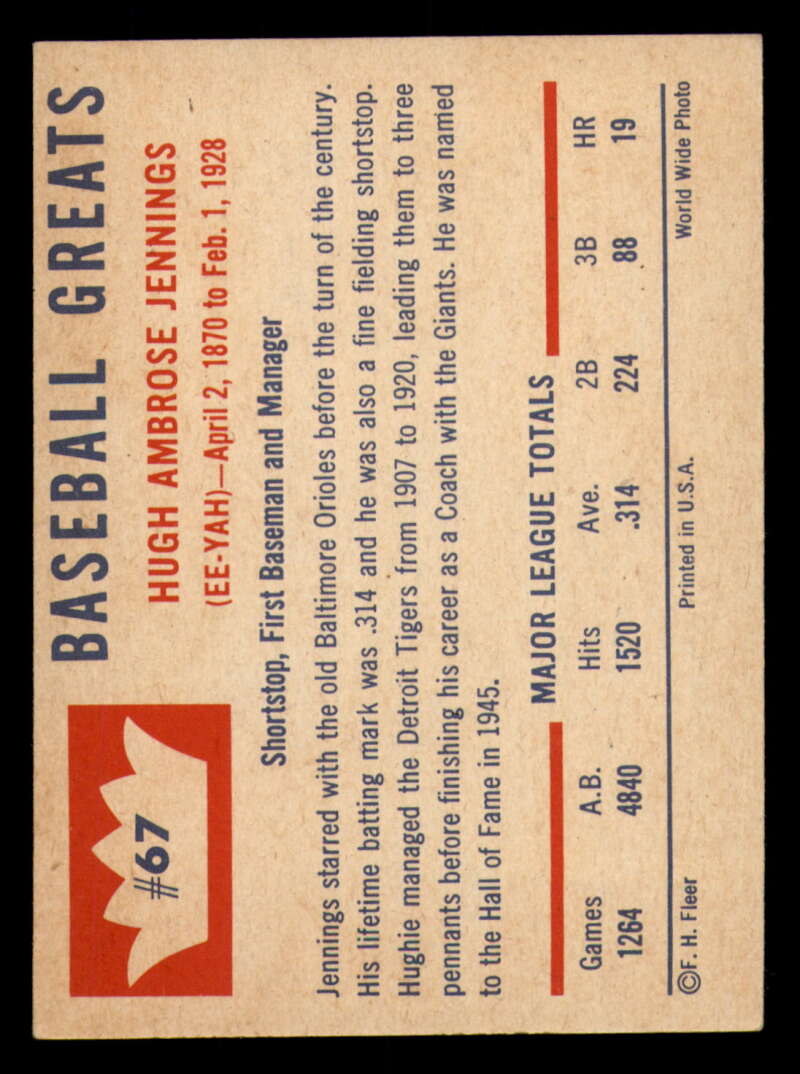 #67
BASEBALL GREATS
HUGH AMBROSE JENNINGS
(EE-YAH)—April 2, 1870 to Feb. 1, 1928
Shortstop, First Baseman and Manager
Jennings starred with the old Baltimore Orioles before the turn of the century.
His lifetime batting mark was .314 and he was also a fine fielding shortstop.
Hughie managed the Detroit Tigers from 1907 to 1920, leading them to three
pennants before finishing his career as a Coach with the Giants. He was named
to the Hall of Fame in 1945.
MAJOR LEAGUE TOTALS
Games A.B. Hits Ave. 2B 3B HR
1264 4840 1520 .314 224 88 19
©F. H. Fleer Printed in U.S.A. World Wide Photo